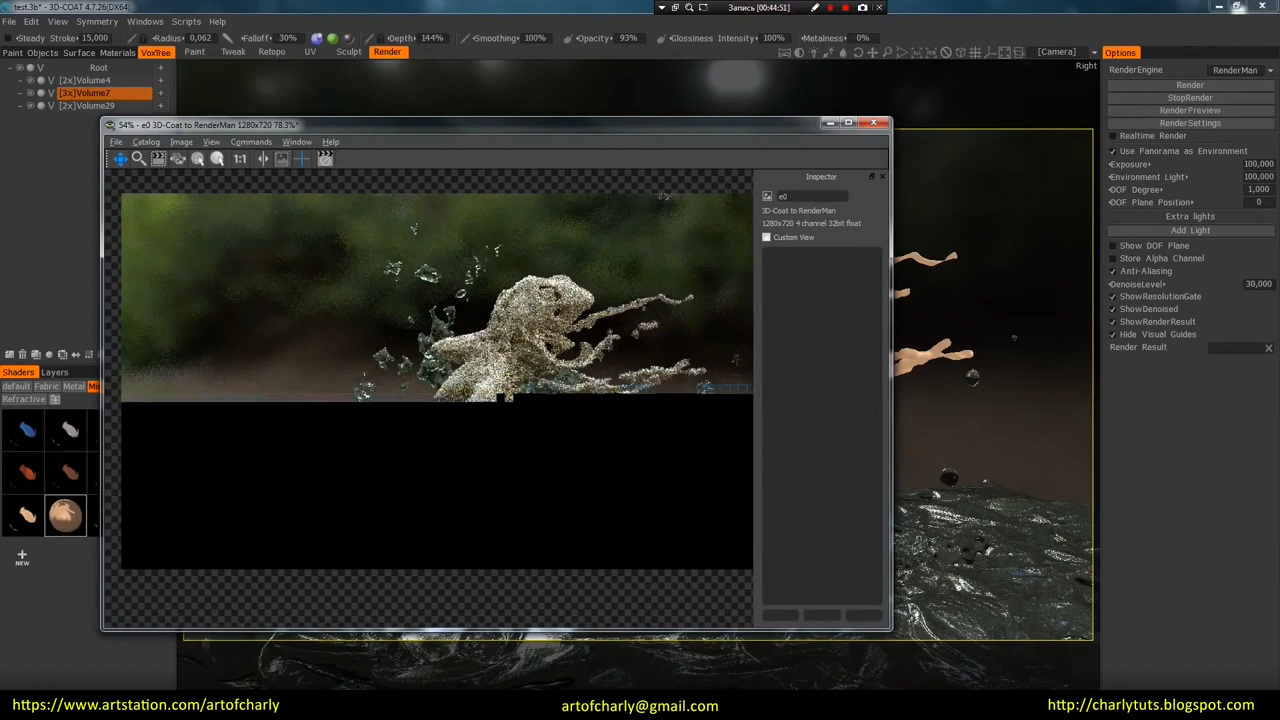 test.3b* - 3D-COAT 4.7.26(DX64)
Запись [00:44:51]
File Edit View Symmetry Windows Scripts Help
Steady Stroke 15,000 Radius 0,062 Falloff 30% Depth 144% Smoothing 100% Opacity 93% Glossiness Intensity 100% Metalness 0%
Paint Objects Surface Materials VoxTree Paint Tweak Retopo UV Sculpt Render [Camera] Options
Root +
[2x]Volume4 +
[3x]Volume7 +
[2x]Volume29 +
Right
RenderEngine RenderMan
Render
StopRender
RenderPreview
RenderSettings
Realtime Render
Use Panorama as Environment
Exposure 100,000
Environment Light 100,000
DOF Degree 1,000
DOF Plane Position 0
Extra lights
Add Light
Show DOF Plane
Store Alpha Channel
Anti-Aliasing
DenoiseLevel 30,000
ShowResolutionGate
ShowDenoised
ShowRenderResult
Hide Visual Guides
Render Result
54% - e0 3D-Coat to RenderMan 1280x720 78.3%*
File Catalog Image View Commands Window Help
1:1
Inspector
e0
3D-Coat to RenderMan
1280x720 4 channel 32bit float
Custom View
Shaders Layers
default Fabric Metal
Refractive
NEW
https://www.artstation.com/artofcharly
artofcharly@gmail.com
http://charlytuts.blogspot.com